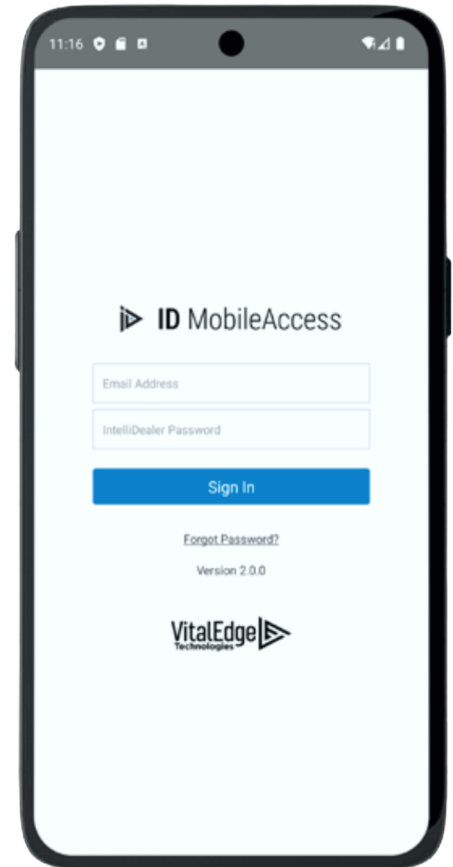 11:16
ID MobileAccess
Email Address
IntelliDealer Password
Sign In
Forgot Password?
Version 2.0.0
VitalEdge
Technologies